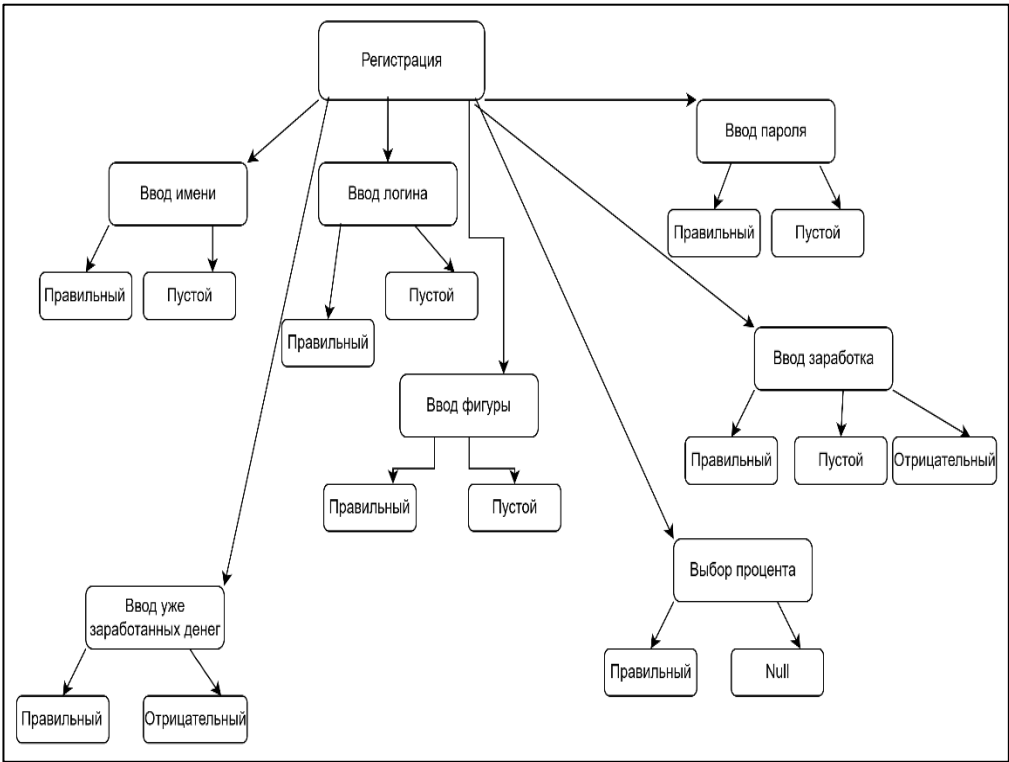 Регистрация
Ввод пароля
Правильный
Пустой
Ввод имени
Правильный
Пустой
Ввод логина
Правильный
Пустой
Ввод заработка
Правильный
Пустой
Отрицательный
Ввод фигуры
Правильный
Пустой
Выбор процента
Правильный
Null
Ввод уже
заработанных денег
Правильный
Отрицательный